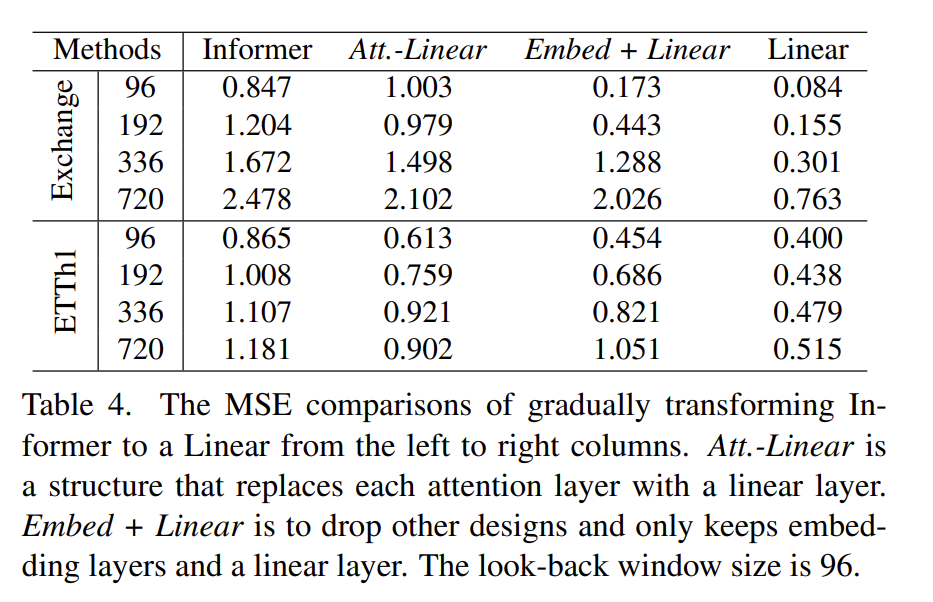 Methods Informer Att.-Linear Embed + Linear Linear
Exchange
96 0.847 1.003 0.173 0.084
192 1.204 0.979 0.443 0.155
336 1.672 1.498 1.288 0.301
720 2.478 2.102 2.026 0.763
ETTh1
96 0.865 0.613 0.454 0.400
192 1.008 0.759 0.686 0.438
336 1.107 0.921 0.821 0.479
720 1.181 0.902 1.051 0.515
Table 4. The MSE comparisons of gradually transforming In-
former to a Linear from the left to right columns. Att.-Linear is
a structure that replaces each attention layer with a linear layer.
Embed + Linear is to drop other designs and only keeps embed-
ding layers and a linear layer. The look-back window size is 96.